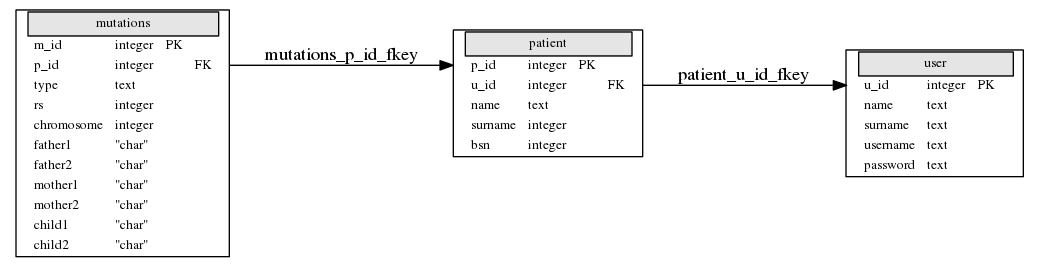 mutations
m_id integer PK
p_id integer FK
type text
rs integer
chromosome integer
father1 "char"
father2 "char"
mother1 "char"
mother2 "char"
child1 "char"
child2 "char"
mutations_p_id_fkey
patient
p_id integer PK
u_id integer FK
name text
surname integer
bsn integer
patient_u_id_fkey
user
u_id integer PK
name text
surname text
username text
password text